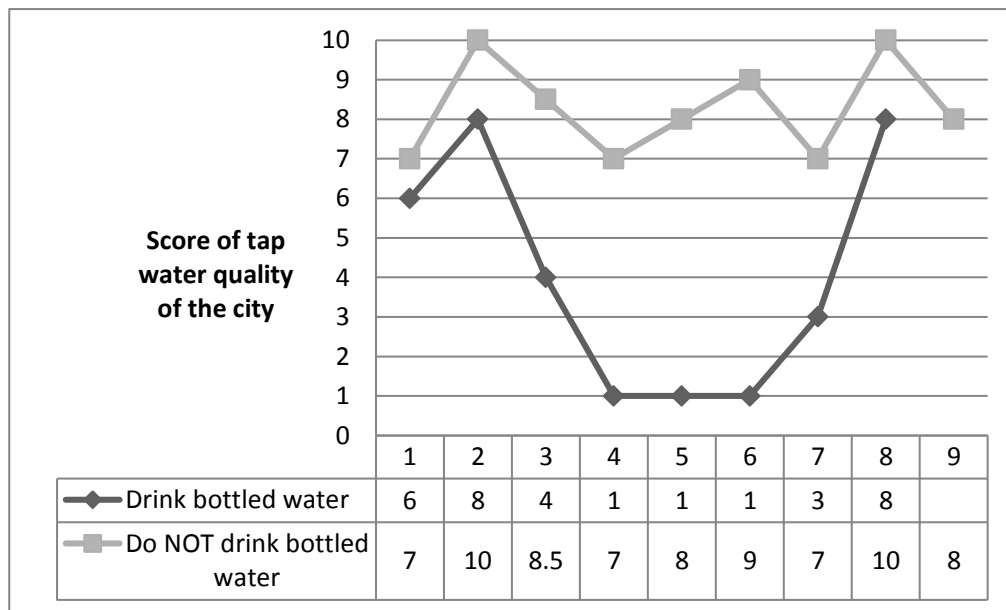 10
9
8
7
6
5
4
3
2
1
0
Score of tap
water quality
of the city
1 2 3 4 5 6 7 8 9
Drink bottled water 6 8 4 1 1 1 3 8
Do NOT drink bottled
water 7 10 8.5 7 8 9 7 10 8